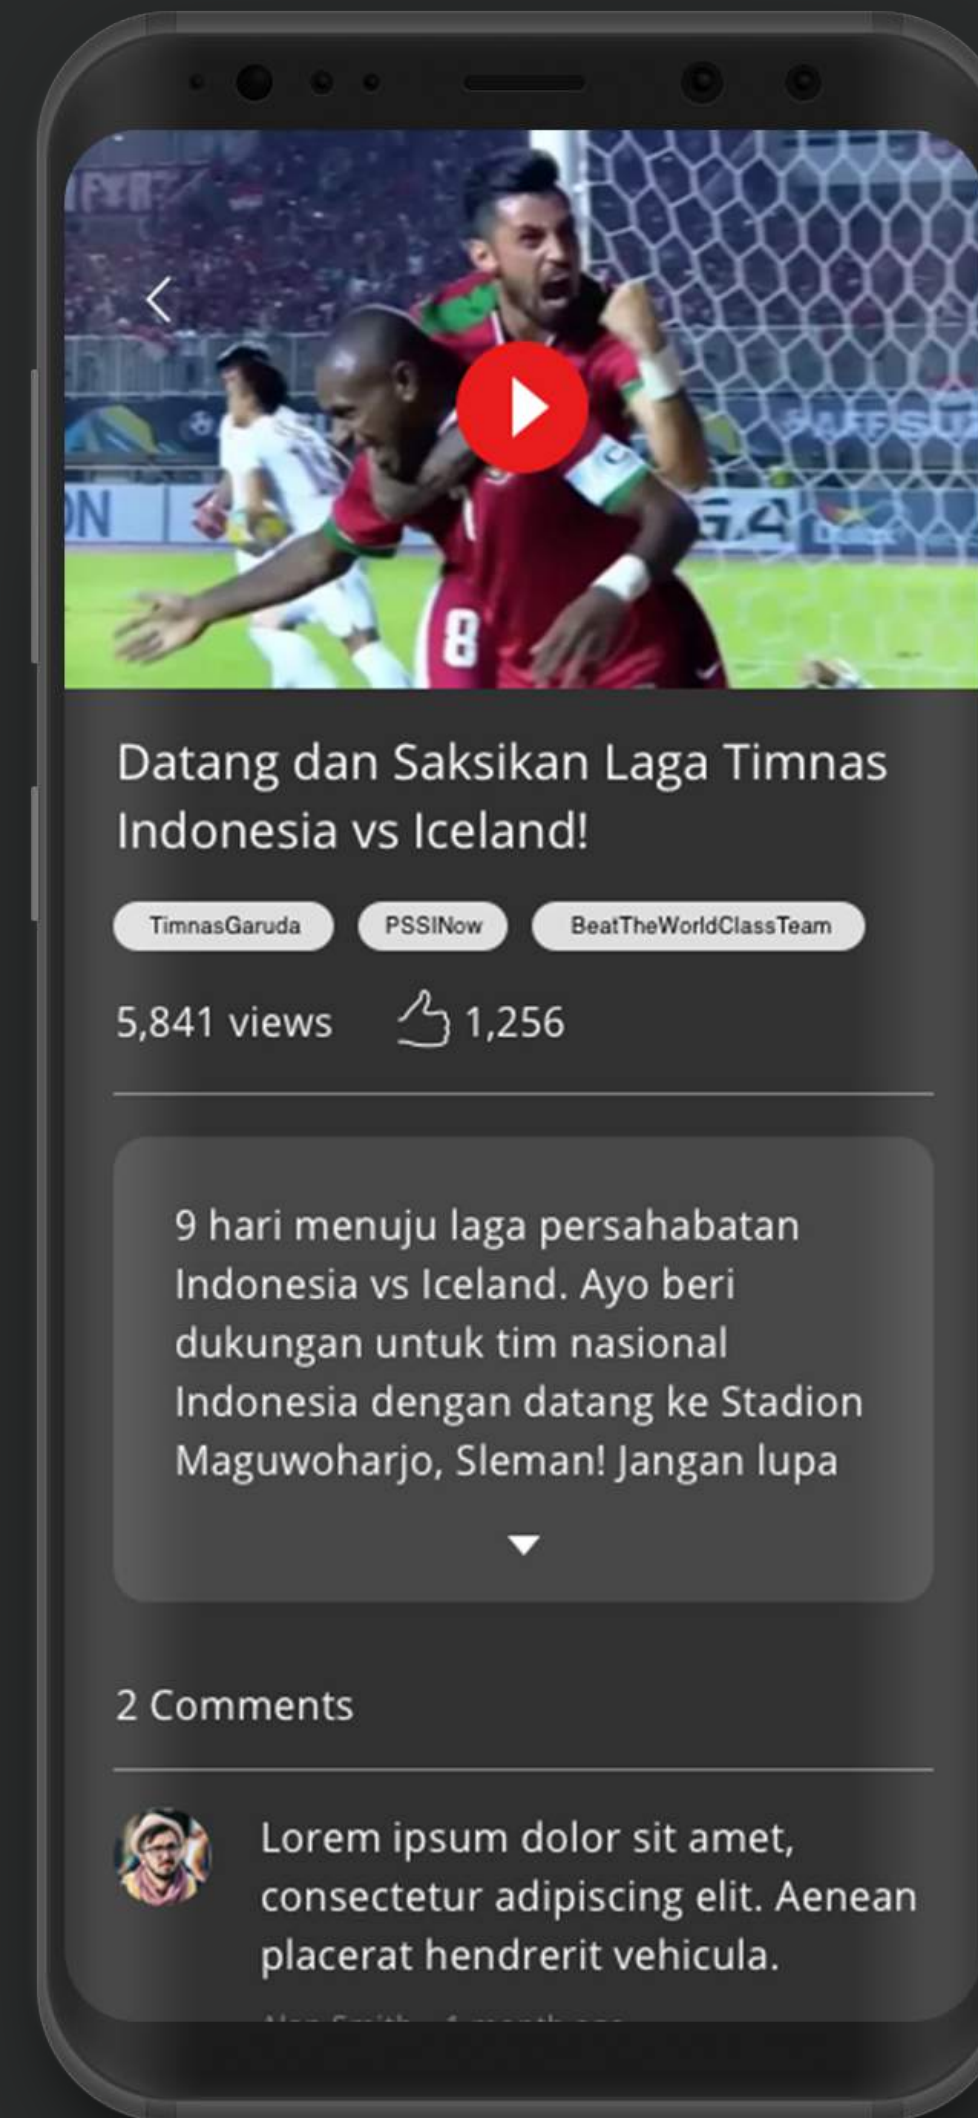 8
Datang dan Saksikan Laga Timnas
Indonesia vs Iceland!
TimnasGaruda PSSINow BeatTheWorldClassTeam
5,841 views 1,256
9 hari menuju laga persahabatan
Indonesia vs Iceland. Ayo beri
dukungan untuk tim nasional
Indonesia dengan datang ke Stadion
Maguwoharjo, Sleman! Jangan lupa
2 Comments
Lorem ipsum dolor sit amet,
consectetur adipiscing elit. Aenean
placerat hendrerit vehicula.